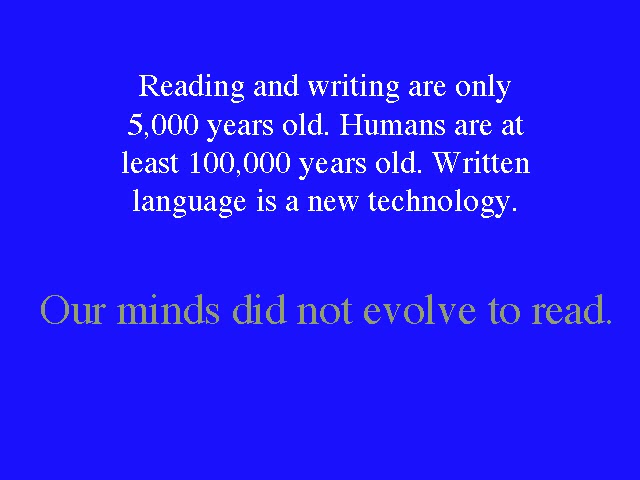 Reading and writing are only
5,000 years old. Humans are at
least 100,000 years old. Written
language is a new technology.
Our minds did not evolve to read.